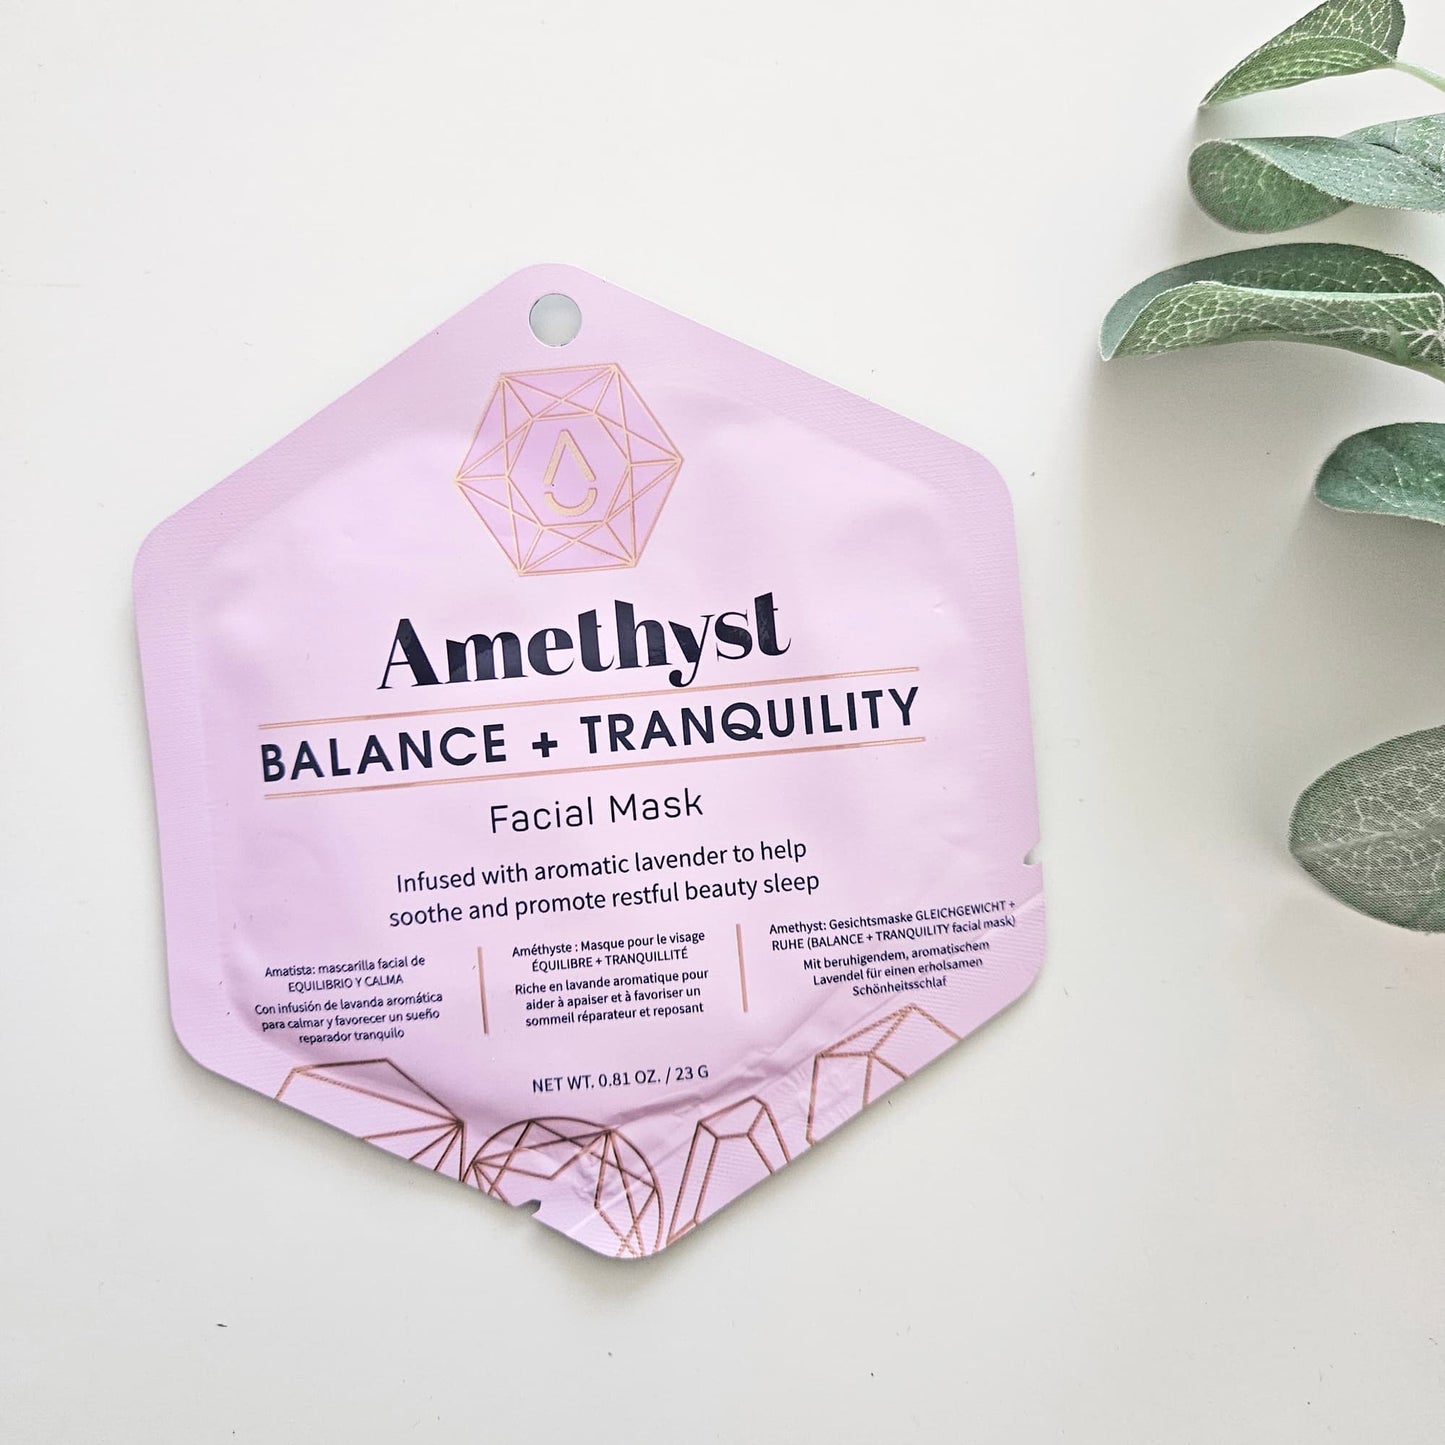 Amethyst
BALANCE + TRANQUILITY
Facial Mask
Infused with aromatic lavender to help
soothe and promote restful beauty sleep
Amatista: mascarilla facial de
EQUILIBRIO Y CALMA
Con infusión de lavanda aromática
para calmar y favorecer un sueño
reparador tranquilo
Améthyste : Masque pour le visage
ÉQUILIBRE + TRANQUILLITÉ
Riche en lavande aromatique pour
aider à apaiser et à favoriser un
sommeil réparateur et reposant
Amethyst: Gesichtsmaske GLEICHGEWICHT +
RUHE (BALANCE + TRANQUILITY facial mask)
Mit beruhigendem, aromatischem
Lavendel für einen erholsamen
Schönheitsschlaf
NET WT. 0.81 OZ. / 23 G